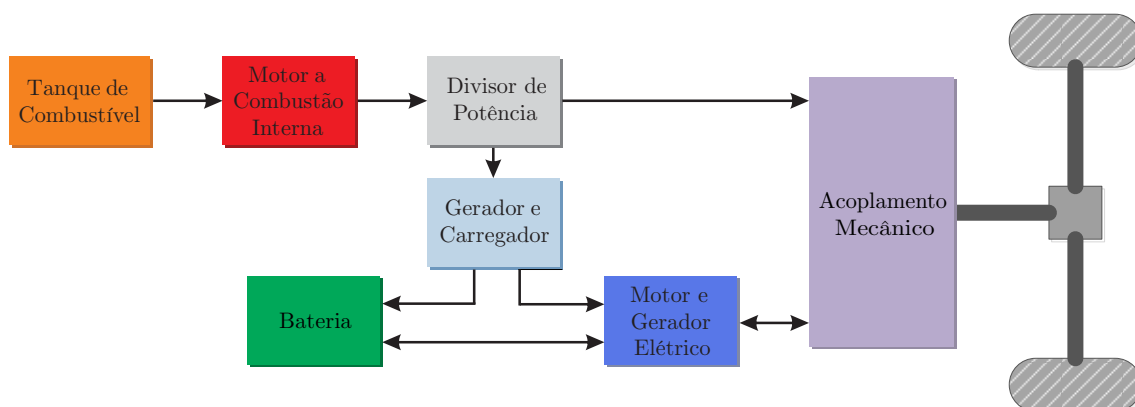 Tanque de
Combustível
Motor a
Combustão
Interna
Divisor de
Potência
Gerador e
Carregador
Acoplamento
Mecânico
Bateria
Motor e
Gerador
Elétrico